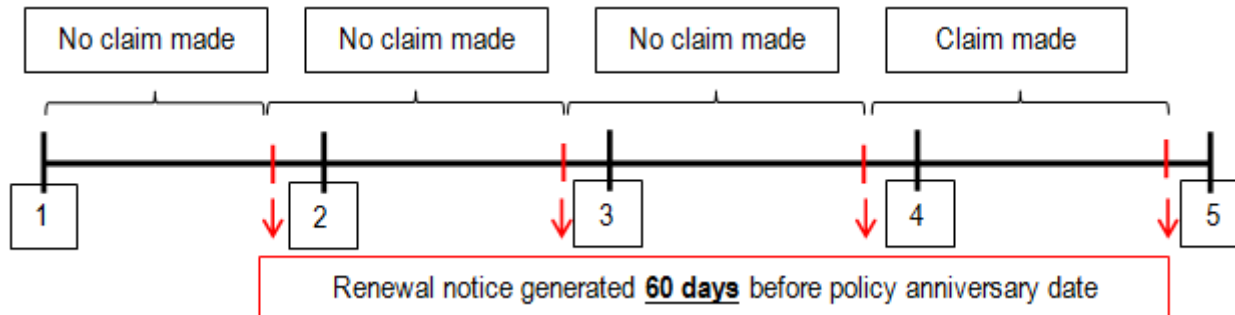 No claim made
No claim made
No claim made
Claim made
1
2
3
4
5
Renewal notice generated 60 days before policy anniversary date